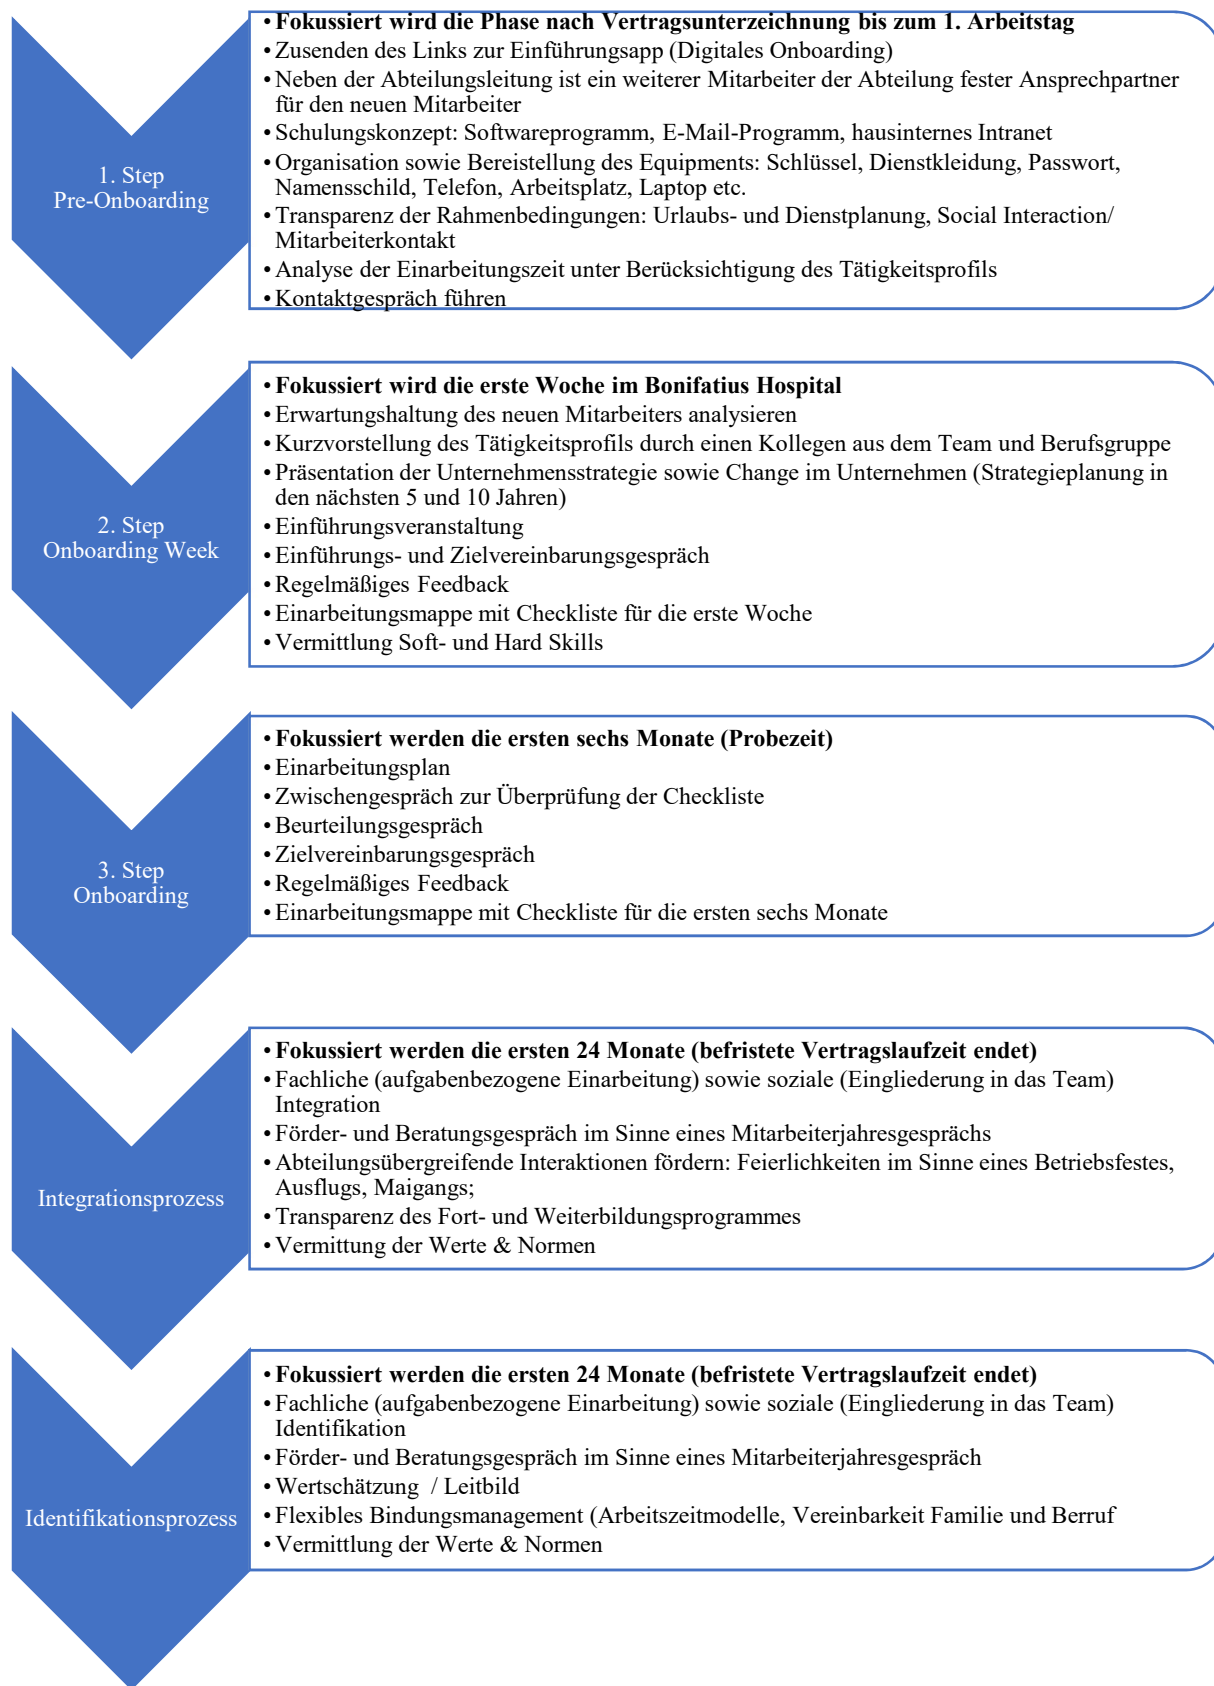 1. Step
Pre-Onboarding
• Fokussiert wird die Phase nach Vertragsunterzeichnung bis zum 1. Arbeitstag
• Zusenden des Links zur Einführungsapp (Digitales Onboarding)
• Neben der Abteilungsleitung ist ein weiterer Mitarbeiter der Abteilung fester Ansprechpartner
für den neuen Mitarbeiter
• Schulungskonzept: Softwareprogramm, E-Mail-Programm, hausinternes Intranet
• Organisation sowie Bereistellung des Equipments: Schlüssel, Dienstkleidung, Passwort,
Namensschild, Telefon, Arbeitsplatz, Laptop etc.
• Transparenz der Rahmenbedingungen: Urlaubs- und Dienstplanung, Social Interaction/
Mitarbeiterkontakt
• Analyse der Einarbeitungszeit unter Berücksichtigung des Tätigkeitsprofils
• Kontaktgespräch führen
2. Step
Onboarding Week
• Fokussiert wird die erste Woche im Bonifatius Hospital
• Erwartungshaltung des neuen Mitarbeiters analysieren
• Kurzvorstellung des Tätigkeitsprofils durch einen Kollegen aus dem Team und Berufsgruppe
• Präsentation der Unternehmensstrategie sowie Change im Unternehmen (Strategieplanung in
den nächsten 5 und 10 Jahren)
• Einführungsveranstaltung
• Einführungs- und Zielvereinbarungsgespräch
• Regelmäßiges Feedback
• Einarbeitungsmappe mit Checkliste für die erste Woche
• Vermittlung Soft- und Hard Skills
3. Step
Onboarding
• Fokussiert werden die ersten sechs Monate (Probezeit)
• Einarbeitungsplan
• Zwischengespräch zur Überprüfung der Checkliste
• Beurteilungsgespräch
• Zielvereinbarungsgespräch
• Regelmäßiges Feedback
• Einarbeitungsmappe mit Checkliste für die ersten sechs Monate
Integrationsprozess
• Fokussiert werden die ersten 24 Monate (befristete Vertragslaufzeit endet)
• Fachliche (aufgabenbezogene Einarbeitung) sowie soziale (Eingliederung in das Team)
Integration
• Förder- und Beratungsgespräch im Sinne eines Mitarbeiterjahresgesprächs
• Abteilungsübergreifende Interaktionen fördern: Feierlichkeiten im Sinne eines Betriebsfestes,
Ausflugs, Maigangs;
• Transparenz des Fort- und Weiterbildungsprogrammes
• Vermittung der Werte & Normen
Identifikationsprozess
• Fokussiert werden die ersten 24 Monate (befristete Vertragslaufzeit endet)
• Fachliche (aufgabenbezogene Einarbeitung) sowie soziale (Eingliederung in das Team)
Identifikation
• Förder- und Beratungsgespräch im Sinne eines Mitarbeiterjahresgespräch
• Wertschätzung / Leitbild
• Flexibles Bindungsmanagement (Arbeitszeitmodelle, Vereinbarkeit Familie und Berruf
• Vermittlung der Werte & Normen